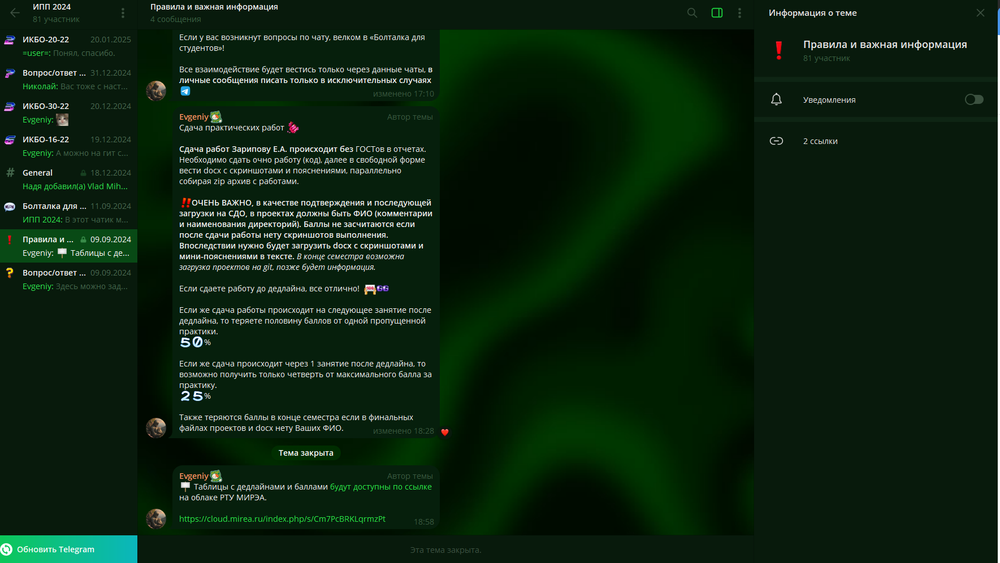 ИПП 2024
81 участник
ИКБО-20-22 20.01.2025
=user=: Понял, спасибо.
Вопрос/ответ ... 31.12.2024
Николай: Вас тоже с наст...
ИКБО-30-22 20.12.2024
Evgeniy:
ИКБО-16-22 19.12.2024
Evgeniy: А можно на гит с...
# General 18.12.2024
Надя добавил(а) Vlad Mih...
Болталка для ... 11.09.2024
ИПП 2024: В этот чатик м...
Правила и ... 09.09.2024
Evgeniy: Таблицы с де...
Вопрос/ответ ... 09.09.2024
Evgeniy: Здесь можно зад...
Обновить Telegram
Правила и важная информация
4 сообщения
Если у вас возникнут вопросы по чату, велком в «Болталка для
студентов»!
Все взаимодействие будет вестись только через данные чаты, в
личные сообщения писать только в исключительных случаях
изменено 17:10
Evgeniy Автор темы
Сдача практических работ
Сдача работ Зарипову Е.А. происходит без ГОСТов в отчетах.
Необходимо сдать очно работу (код), далее в свободной форме
вести docx с скриншотами и пояснениями, параллельно
собирая zip архив с работами.
‼️ОЧЕНЬ ВАЖНО, в качестве подтверждения и последующей
загрузки на СДО, в проектах должны быть ФИО (комментарии
и наименования директорий). Баллы не засчитаются если
после сдачи работы нету скриншотов выполнения.
Впоследствии нужно будет загрузить docx с скриншотами и
мини-пояснениями в тексте. В конце семестра возможна
загрузка проектов на git, позже будет информация.
Если сдаете работу до дедлайна, все отлично! 100 GG
Если же сдача работы происходит на следующее занятие после
дедлайна, то теряете половину баллов от одной пропущенной
практики.
50%
Если же сдача происходит через 1 занятие после дедлайна, то
возможно получить только четверть от максимального балла за
практику.
25%
Также теряются баллы в конце семестра если в финальных
файлах проектов и docx нету Ваших ФИО.
изменено 18:28
Тема закрыта
Evgeniy Автор темы
Таблицы с дедлайнами и баллами будут доступны по ссылке
на облаке РТУ МИРЭА.
https://cloud.mirea.ru/index.php/s/Cm7PcBRKLqrmzPt
18:58
Эта тема закрыта.
Информация о теме
Правила и важная информация
81 участник
Уведомления
2 ссылки